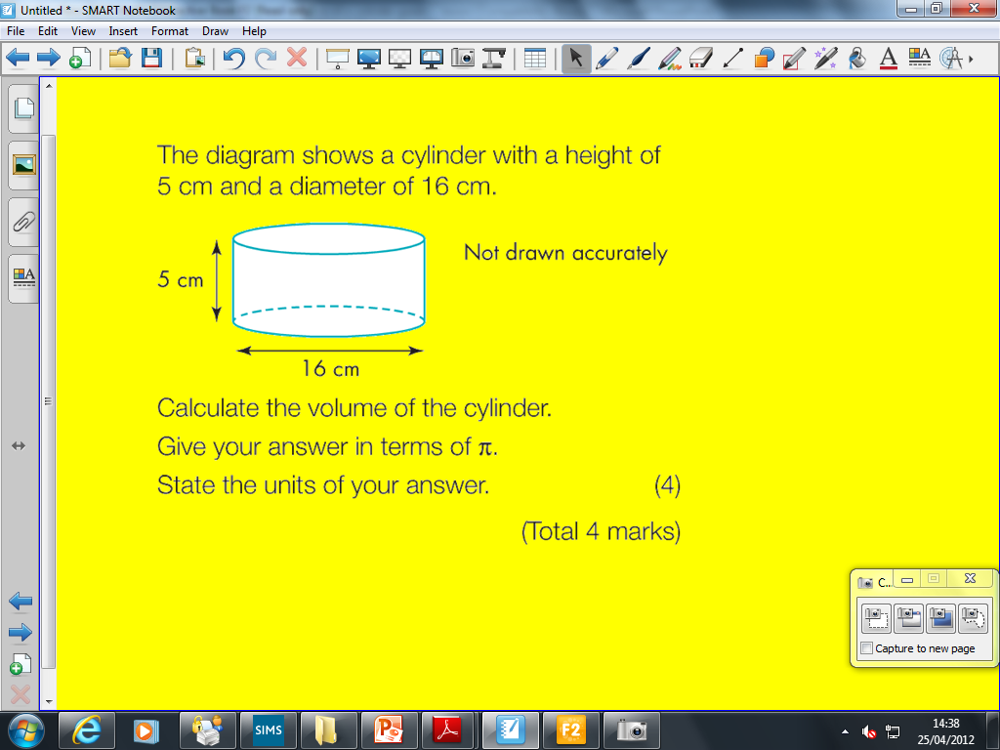 Untitled * - SMART Notebook
File Edit View Insert Format Draw Help
The diagram shows a cylinder with a height of
5 cm and a diameter of 16 cm.
Not drawn accurately
5 cm
16 cm
Calculate the volume of the cylinder.
Give your answer in terms of π.
State the units of your answer. (4)
(Total 4 marks)
C...
Capture to new page
SIMS
F2
14:38
25/04/2012